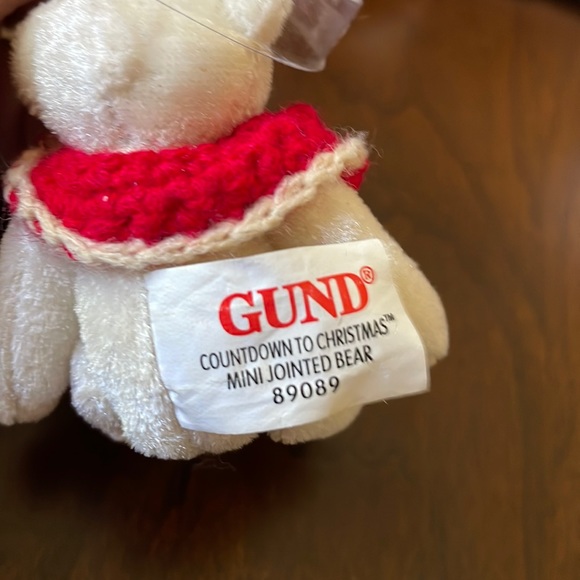 GUND®
COUNTDOWN TO CHRISTMAS™
MINI JOINTED BEAR
89089